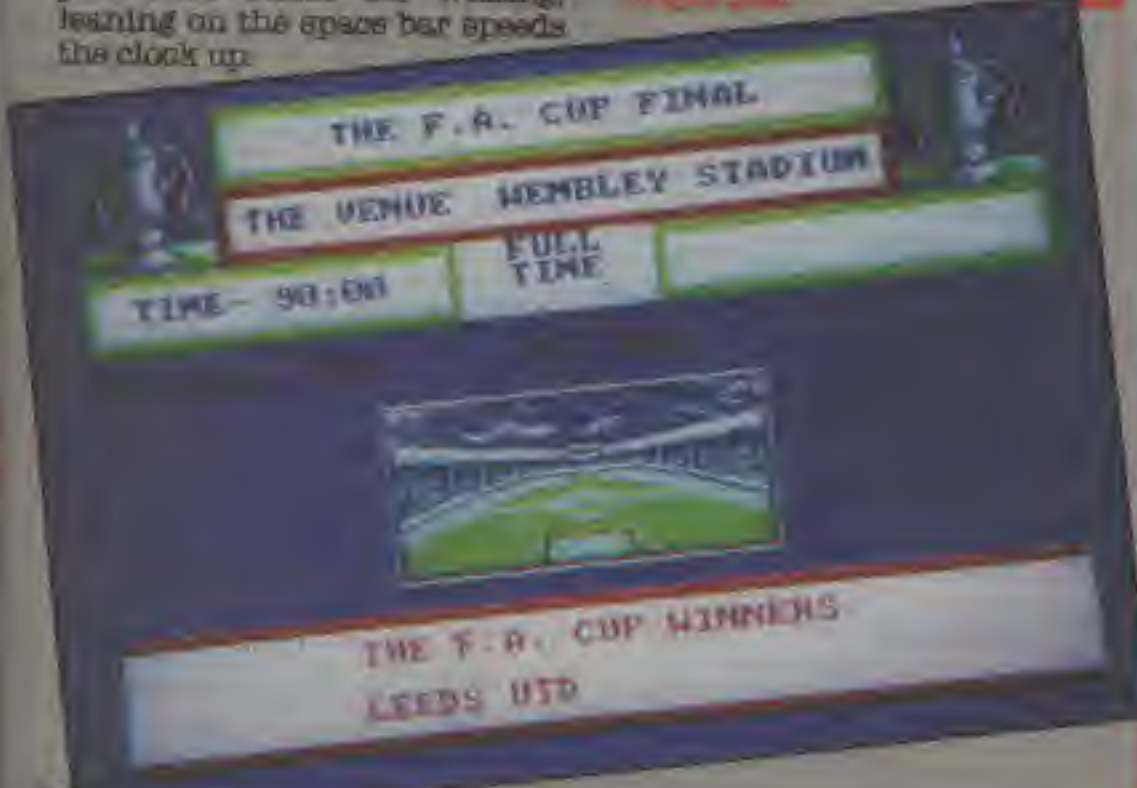 leaning on the space bar speeds
the clock up
THE F.A. CUP FINAL
THE VENUE WEMBLEY STADIUM
TIME- 90:00
FULL
TIME
THE F.A. CUP WINNERS
LEEDS UTD